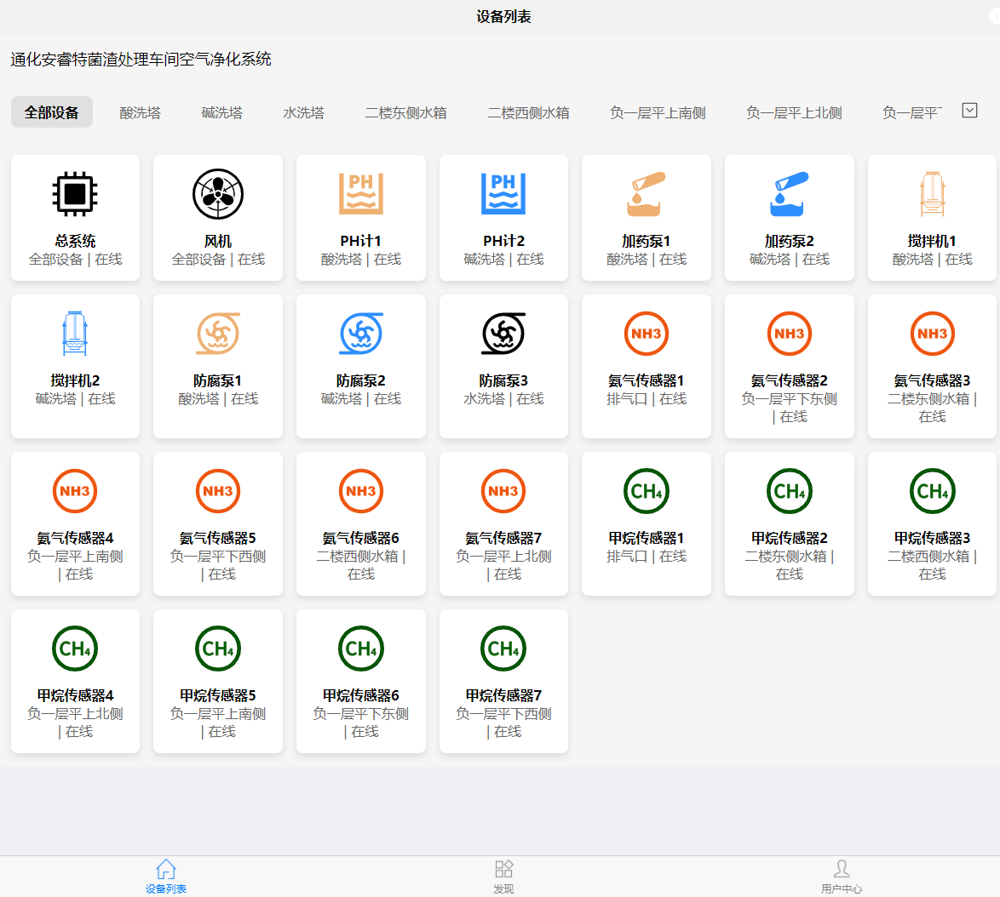 设备列表
通化安睿特菌渣处理车间空气净化系统
全部设备 酸洗塔 碱洗塔 水洗塔 二楼东侧水箱 二楼西侧水箱 负一层平上南侧 负一层平上北侧 负一层平
PH PH
总系统 风机 PH计1 PH计2 加药泵1 加药泵2 搅拌机1
全部设备 | 在线 全部设备 | 在线 酸洗塔 | 在线 碱洗塔 | 在线 酸洗塔 | 在线 碱洗塔 | 在线 酸洗塔 | 在线
NH3 NH3 NH3
搅拌机2 防腐泵1 防腐泵2 防腐泵3 氨气传感器1 氨气传感器2 氨气传感器3
碱洗塔 | 在线 酸洗塔 | 在线 碱洗塔 | 在线 水洗塔 | 在线 排气口 | 在线 负一层平下东侧 二楼东侧水箱 |
| 在线 在线
NH3 NH3 NH3 NH3 CH₄ CH₄ CH₄
氨气传感器4 氨气传感器5 氨气传感器6 氨气传感器7 甲烷传感器1 甲烷传感器2 甲烷传感器3
负一层平上南侧 负一层平下西侧 二楼西侧水箱 | 负一层平上北侧 排气口 | 在线 二楼东侧水箱 | 二楼西侧水箱 |
| 在线 | 在线 在线 | 在线 在线 在线
CH₄ CH₄ CH₄ CH₄
甲烷传感器4 甲烷传感器5 甲烷传感器6 甲烷传感器7
负一层平上北侧 负一层平上南侧 负一层平下东侧 负一层平下西侧
| 在线 | 在线 | 在线 | 在线
设备列表 发现 用户中心